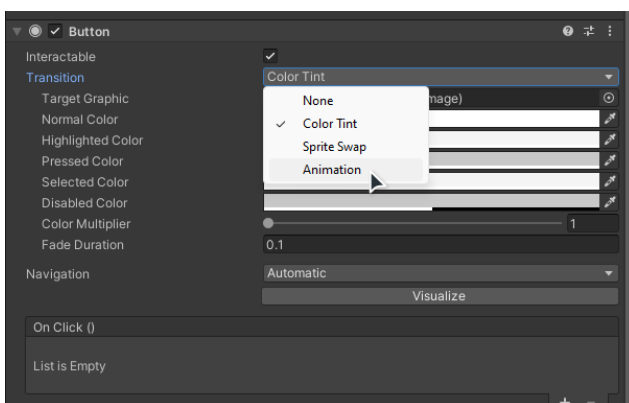 Button
Interactable
Transition Color Tint
Target Graphic mage)
Normal Color
Highlighted Color
Pressed Color
Selected Color
Disabled Color
None
Color Tint
Sprite Swap
Animation
Color Multiplier 1
Fade Duration 0.1
Navigation Automatic
Visualize
On Click ()
List is Empty